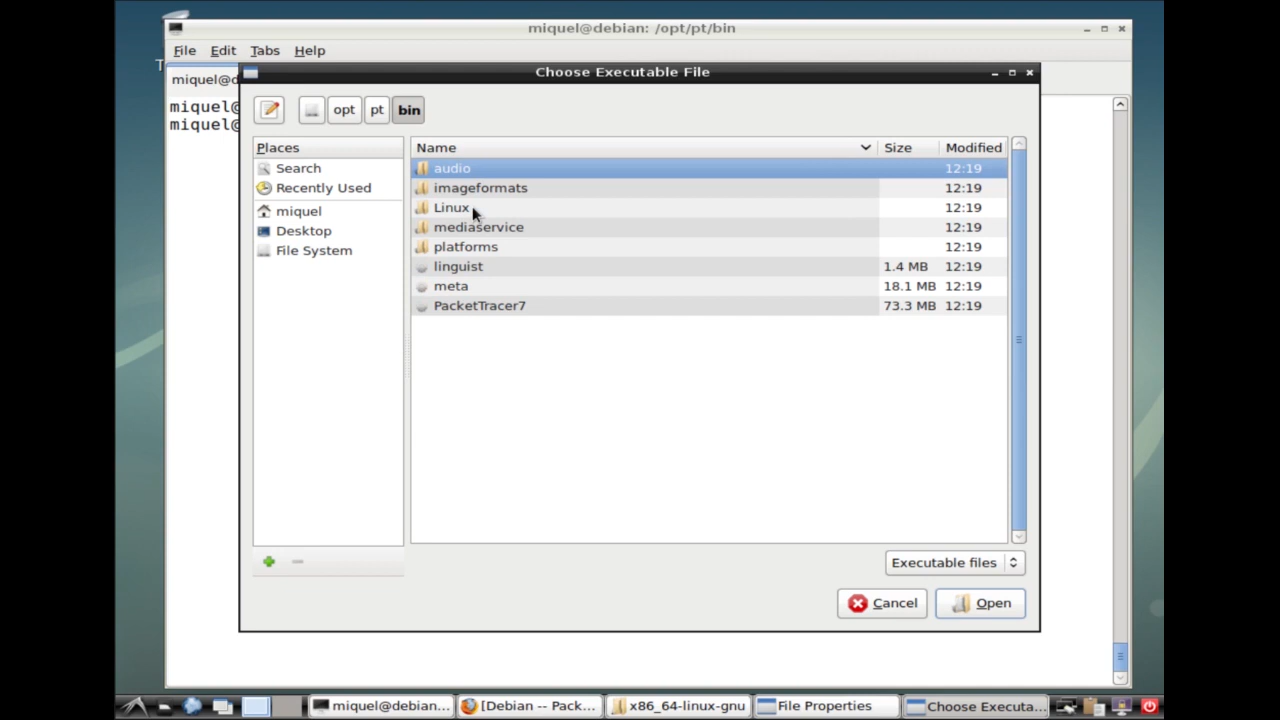 miquel@debian: /opt/pt/bin
File Edit Tabs Help
miquel@d
Choose Executable File
miquel@
miquel@
opt pt bin
Places
Search
Recently Used
miquel
Desktop
File System
Name Size Modified
audio 12:19
imageformats 12:19
Linux 12:19
mediaservice 12:19
platforms 12:19
linguist 1.4 MB 12:19
meta 18.1 MB 12:19
PacketTracer7 73.3 MB 12:19
Executable files
Cancel Open
miquel@debian... [Debian -- Pack... x86_64-linux-gnu File Properties Choose Executa...